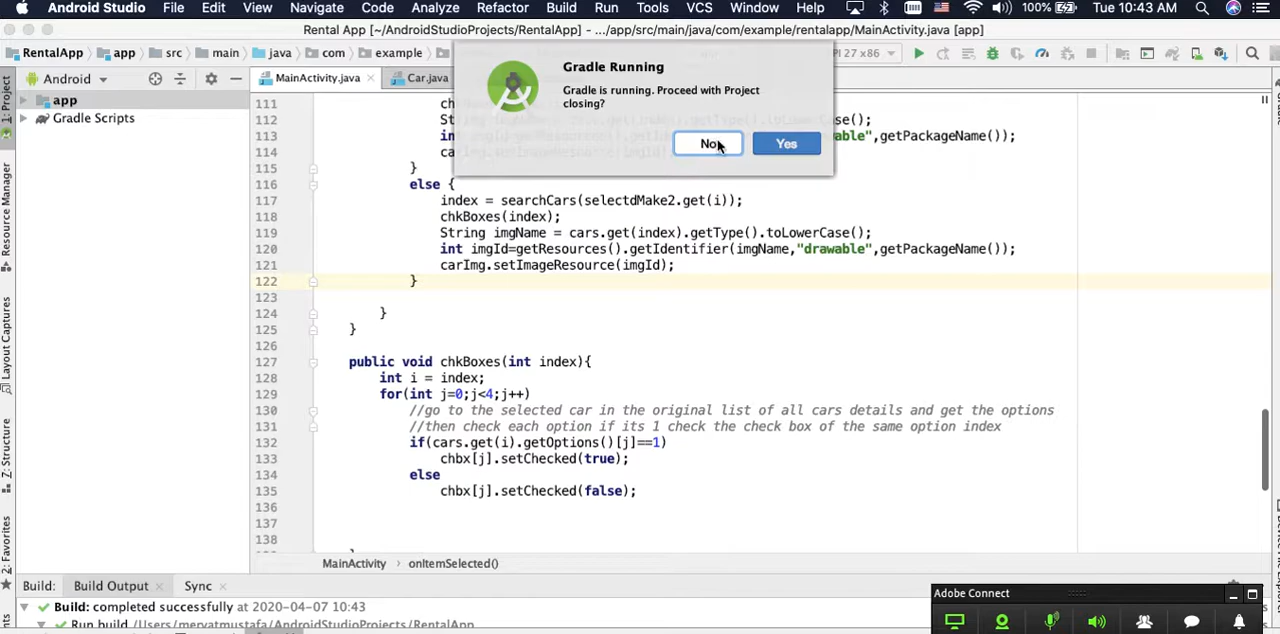 Android Studio File Edit View Navigate Code Analyze Refactor Build Run Tools VCS Window Help 100% Tue 10:43 AM
Rental App [~/AndroidStudioProjects/RentalApp] - .../app/src/main/java/com/example/rentalapp/MainActivity.java [app]
RentalApp app src main java com example PI 27 x86
Android MainActivity.java Car.java
Gradle Running
Gradle is running. Proceed with Project
closing?
No Yes
1: Project
Resource Manager
Layout Captures
Z: Structure
2: Favorites
app
Gradle Scripts
111
112 oLowerCase();
113 drawable",getPackageName());
114
115 }
116 else {
117 index = searchCars(selectdMake2.get(i));
118 chkBoxes(index);
119 String imgName = cars.get(index).getType().toLowerCase();
120 int imgId=getResources().getIdentifier(imgName,"drawable",getPackageName());
121 carImg.setImageResource(imgId);
122 }
123
124 }
125 }
126
127 public void chkBoxes(int index){
128 int i = index;
129 for(int j=0;j<4;j++)
130 //go to the selected car in the original list of all cars details and get the options
131 //then check each option if its 1 check the check box of the same option index
132 if(cars.get(i).getOptions()[j]==1)
133 chbx[j].setChecked(true);
134 else
135 chbx[j].setChecked(false);
136
137
138
MainActivity onItemSelected()
Build: Build Output Sync
Build: completed successfully at 2020-04-07 10:43
Run build /Users/mervatmustafa/AndroidStudioProjects/RentalApp
Adobe Connect